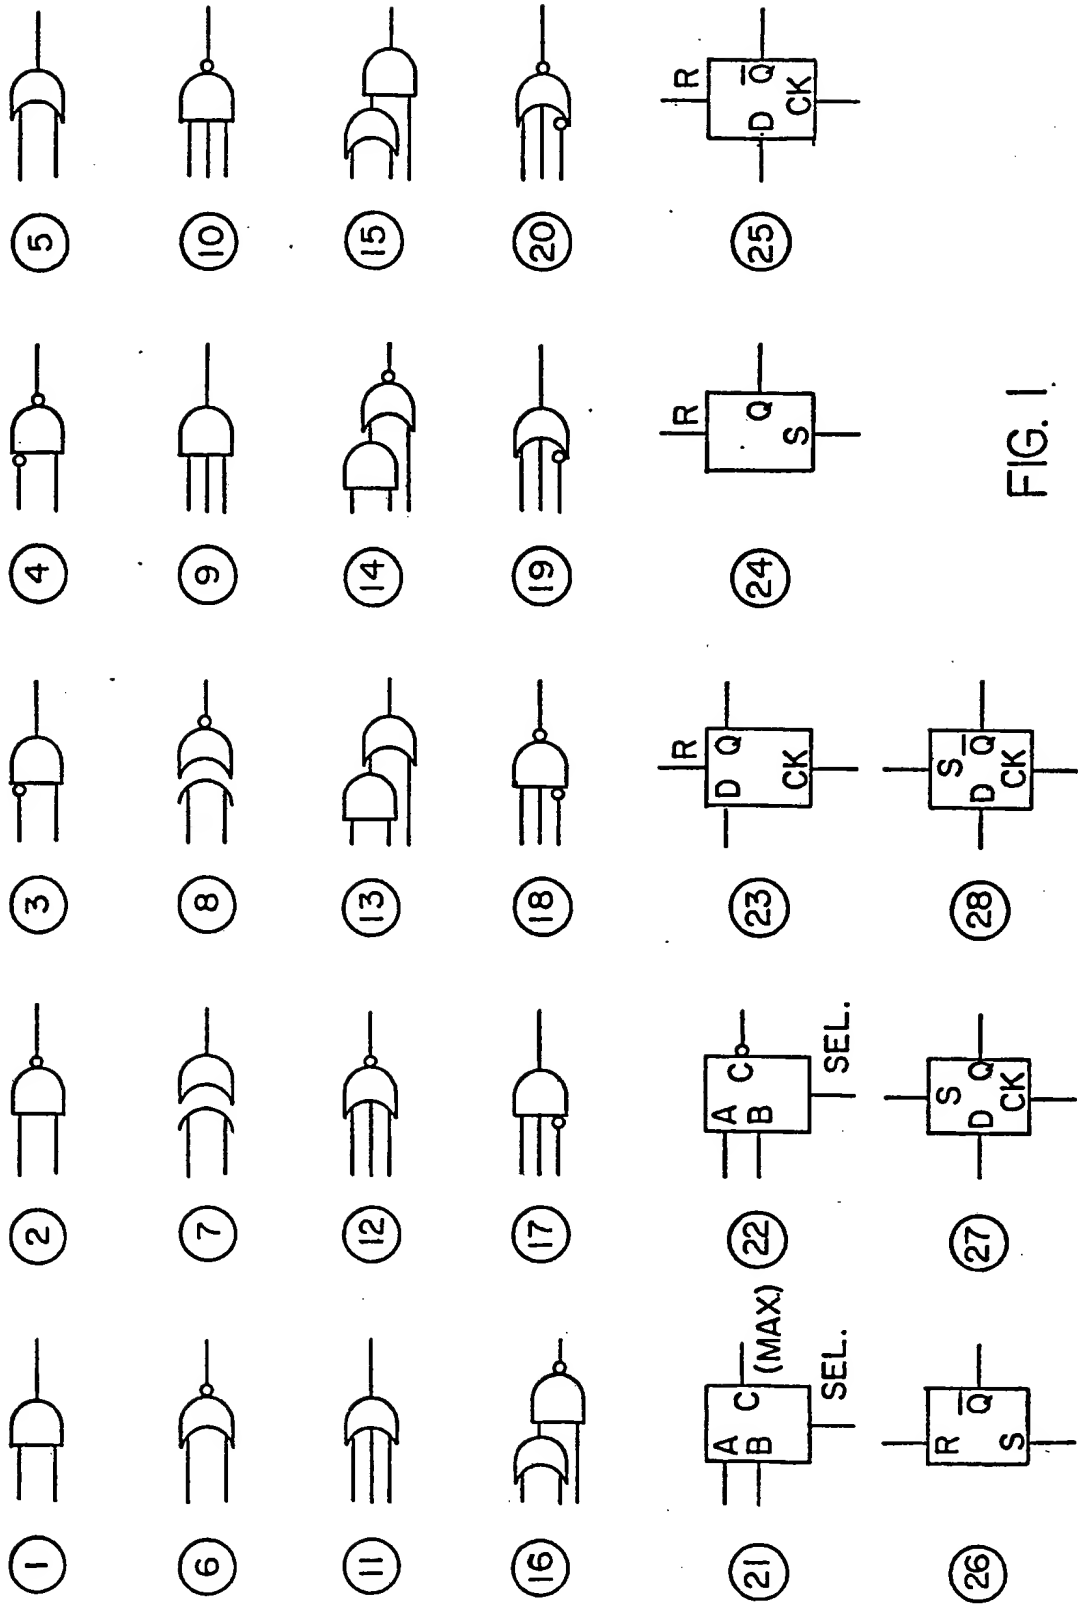 1
2
3
4
5
6
7
8
9
10
11
12
13
14
15
16
17
18
19
20
21
A C
B (MAX)
SEL.
22
A C
B
SEL.
23
R
D Q
CK
24
R
Q
S
25
R
D Q̅
CK
26
R
Q̅
S
27
S
D Q
CK
28
S
D Q̅
CK
FIG. 1.